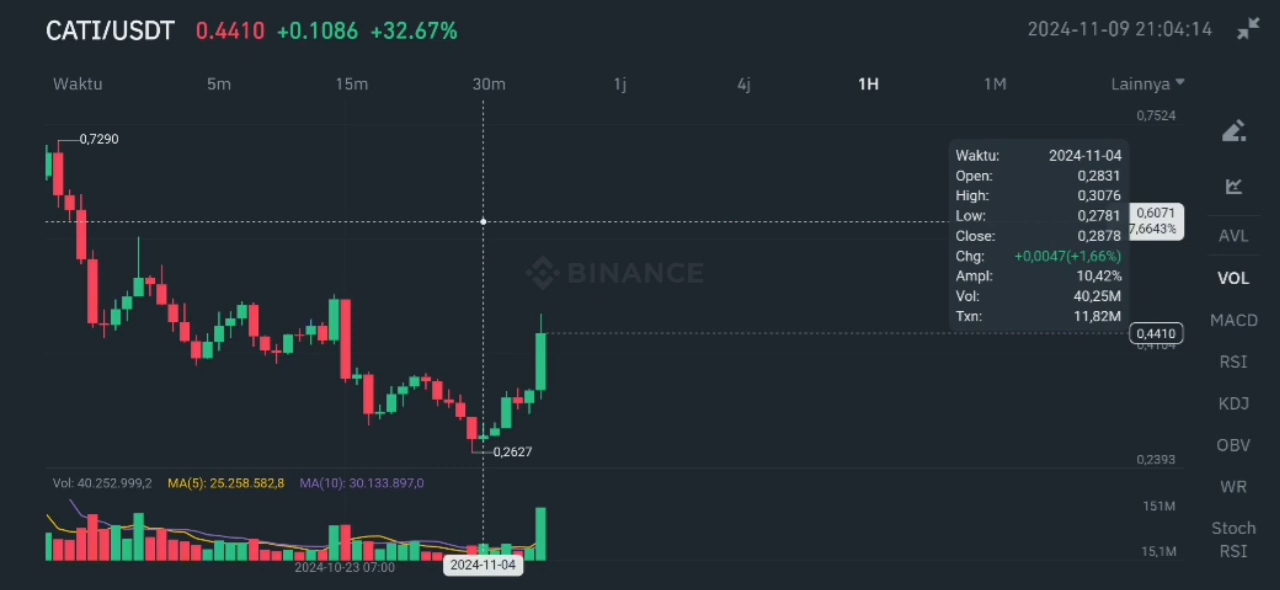 CATI/USDT 0.4410 +0.1086 +32.67% 2024-11-09 21:04:14
Waktu 5m 15m 30m 1j 4j 1H 1M Lainnya
0,7524
0,7290
Waktu: 2024-11-04
Open: 0,2831
High: 0,3076
Low: 0,2781
Close: 0,2878
Chg: +0,0047(+1,66%)
Ampl: 10,42%
Vol: 40,25M
Txn: 11,82M
0,6071
7,6643%
BINANCE
0,4410
0,2627
0,2393
Vol: 40.252.999,2 MA(5): 25.258.582,8 MA(10): 30.133.897,0
151M
15,1M
2024-10-23 07:00 2024-11-04
AVL
VOL
MACD
RSI
KDJ
OBV
WR
Stoch
RSI